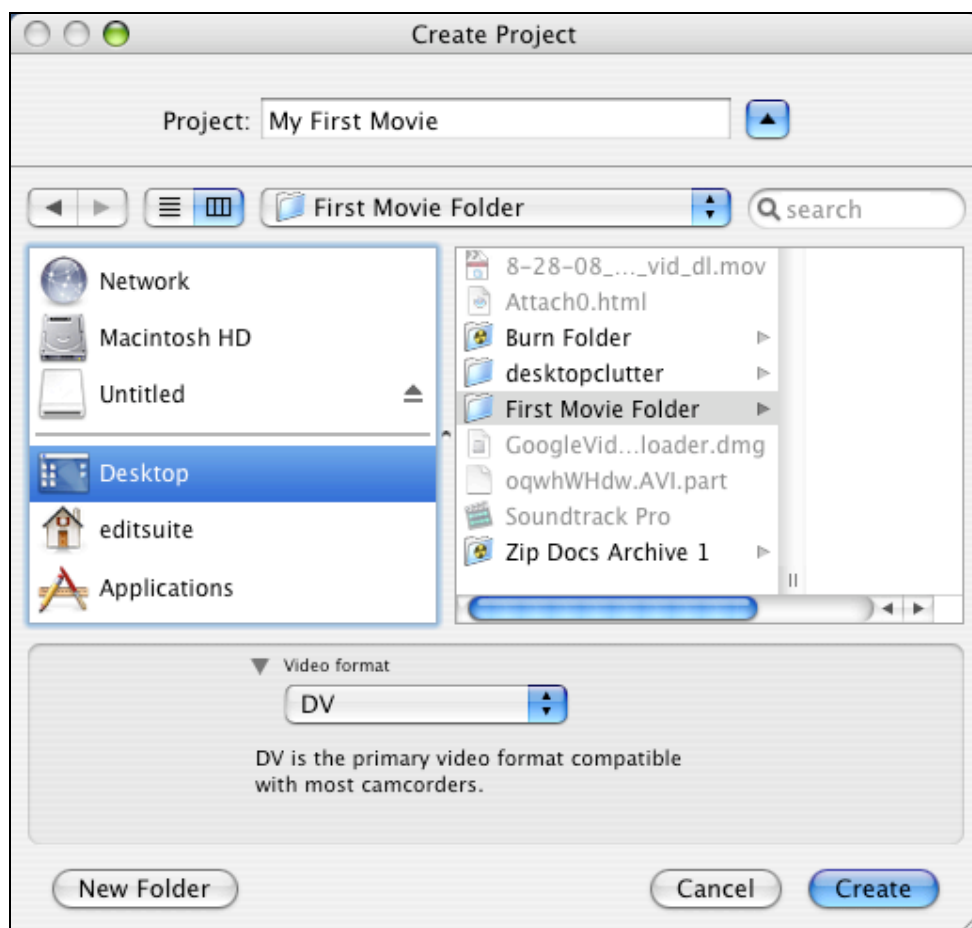 Create Project
Project: My First Movie
First Movie Folder
search
Network
Macintosh HD
Untitled
Desktop
editsuite
Applications
8-28-08_..._vid_dl.mov
Attach0.html
Burn Folder
desktopclutter
First Movie Folder
GoogleVid...loader.dmg
oqwhWHdw.AVI.part
Soundtrack Pro
Zip Docs Archive 1
Video format
DV
DV is the primary video format compatible
with most camcorders.
New Folder
Cancel
Create